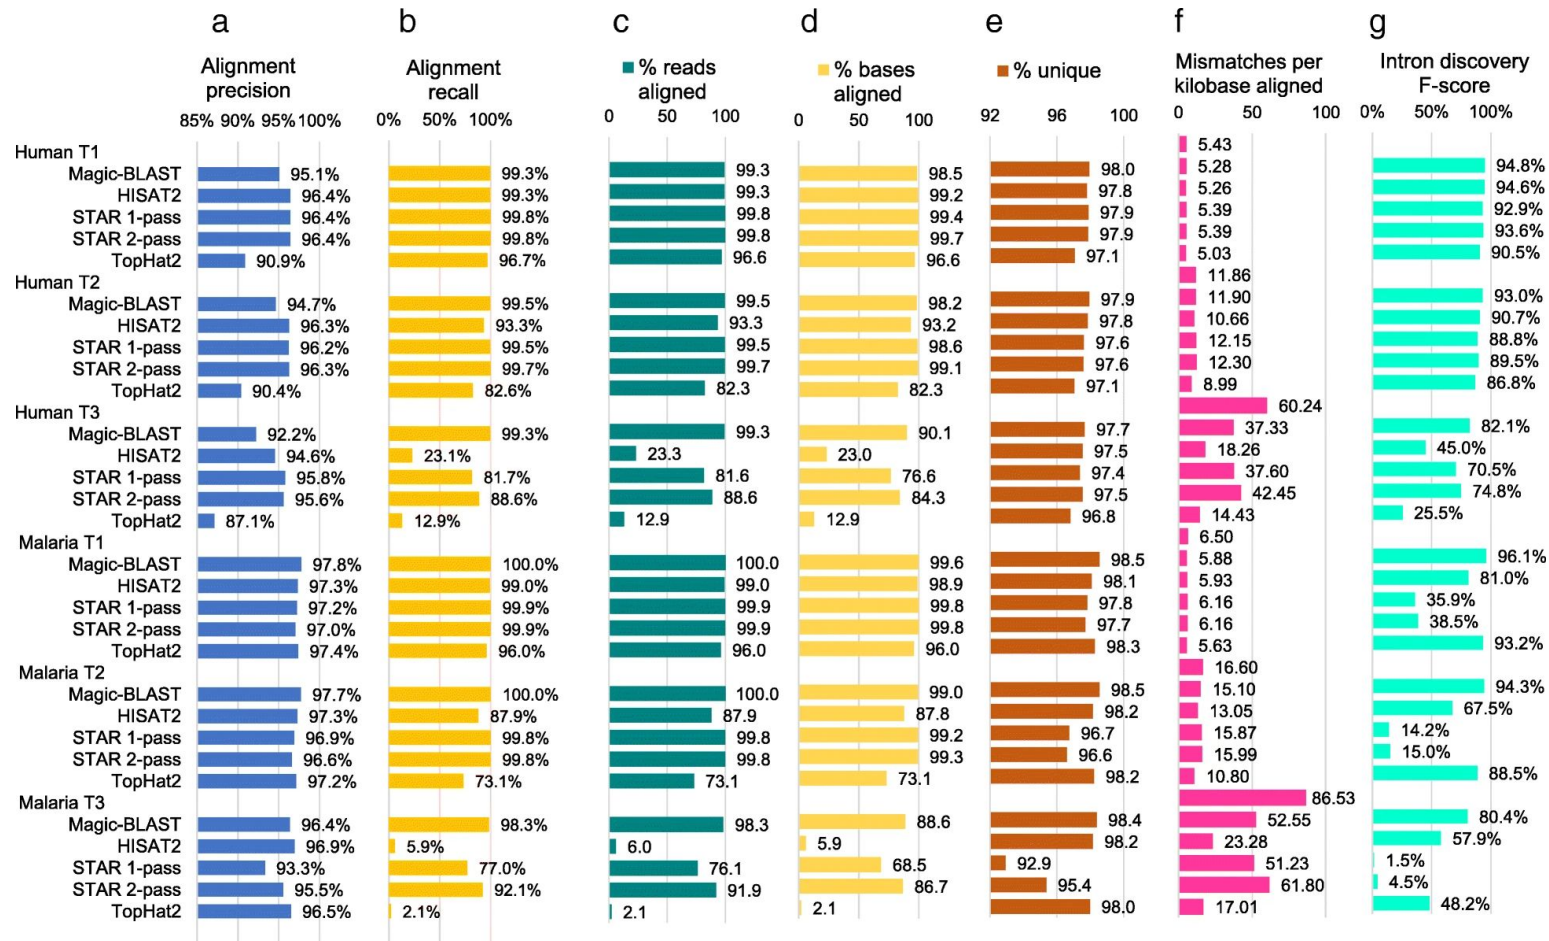 a b c d e f g
Alignment precision Alignment recall % reads aligned % bases aligned % unique Mismatches per kilobase aligned Intron discovery F-score
85% 90% 95% 100% 0% 50% 100% 0 50 100 0 50 100 92 96 100 0 50 100 0% 50% 100%
Human T1 5.43
Magic-BLAST 95.1% 99.3% 99.3 98.5 98.0 5.28 94.8%
HISAT2 96.4% 99.3% 99.3 99.2 97.8 5.26 94.6%
STAR 1-pass 96.4% 99.8% 99.8 99.4 97.9 5.39 92.9%
STAR 2-pass 96.4% 99.8% 99.8 99.7 97.9 5.39 93.6%
TopHat2 90.9% 96.7% 96.6 96.6 97.1 5.03 90.5%
Human T2 11.86
Magic-BLAST 94.7% 99.5% 99.5 98.2 97.9 11.90 93.0%
HISAT2 96.3% 93.3% 93.3 93.2 97.8 10.66 90.7%
STAR 1-pass 96.2% 99.5% 99.5 98.6 97.6 12.15 88.8%
STAR 2-pass 96.3% 99.7% 99.7 99.1 97.6 12.30 89.5%
TopHat2 90.4% 82.6% 82.3 82.3 97.1 8.99 86.8%
Human T3 60.24
Magic-BLAST 92.2% 99.3% 99.3 90.1 97.7 37.33 82.1%
HISAT2 94.6% 23.1% 23.3 23.0 97.5 18.26 45.0%
STAR 1-pass 95.8% 81.7% 81.6 76.6 97.4 37.60 70.5%
STAR 2-pass 95.6% 88.6% 88.6 84.3 97.5 42.45 74.8%
TopHat2 87.1% 12.9% 12.9 12.9 96.8 14.43 25.5%
Malaria T1 6.50
Magic-BLAST 97.8% 100.0% 100.0 99.6 98.5 5.88 96.1%
HISAT2 97.3% 99.0% 99.0 98.9 98.1 5.93 81.0%
STAR 1-pass 97.2% 99.9% 99.9 99.8 97.8 6.16 35.9%
STAR 2-pass 97.0% 99.9% 99.9 99.8 97.7 6.16 38.5%
TopHat2 97.4% 96.0% 96.0 96.0 98.3 5.63 93.2%
Malaria T2 16.60
Magic-BLAST 97.7% 100.0% 100.0 99.0 98.5 15.10 94.3%
HISAT2 97.3% 87.9% 87.9 87.8 98.2 13.05 67.5%
STAR 1-pass 96.9% 99.8% 99.8 99.2 96.7 15.87 14.2%
STAR 2-pass 96.6% 99.8% 99.8 99.3 96.6 15.99 15.0%
TopHat2 97.2% 73.1% 73.1 73.1 98.2 10.80 88.5%
Malaria T3 86.53
Magic-BLAST 96.4% 98.3% 98.3 88.6 98.4 52.55 80.4%
HISAT2 96.9% 5.9% 6.0 5.9 98.2 23.28 57.9%
STAR 1-pass 93.3% 77.0% 76.1 68.5 92.9 51.23 1.5%
STAR 2-pass 95.5% 92.1% 91.9 86.7 95.4 61.80 4.5%
TopHat2 96.5% 2.1% 2.1 2.1 98.0 17.01 48.2%